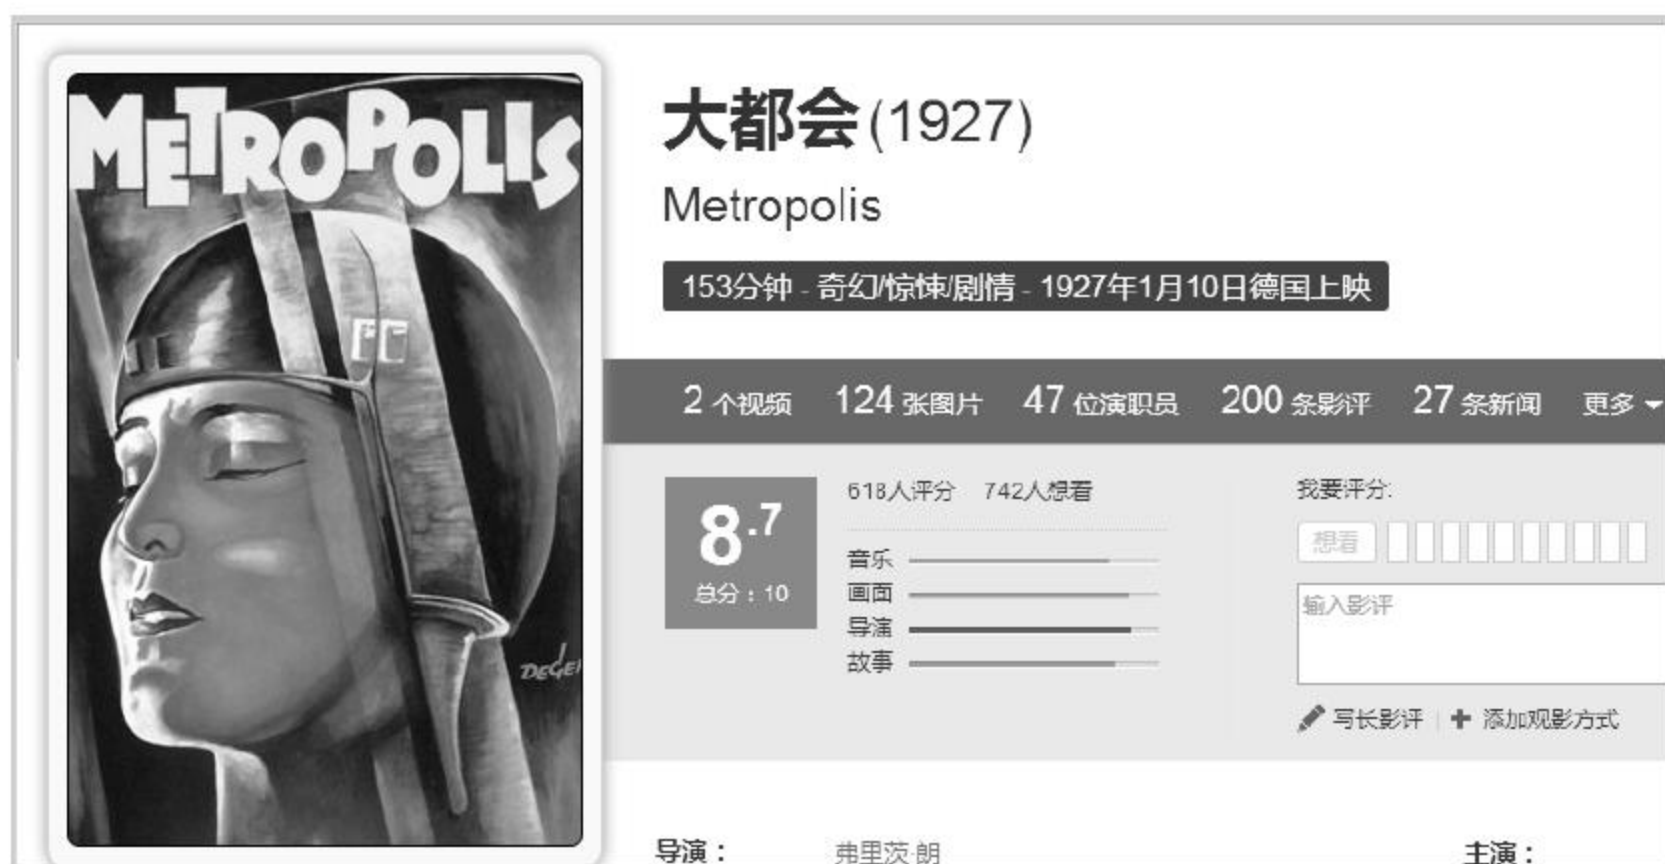 METROPOLIS
大都会(1927)
Metropolis
153分钟 - 奇幻/惊悚/剧情 - 1927年1月10日德国上映
2 个视频 124 张图片 47 位演职员 200 条影评 27 条新闻 更多
8.7
总分：10
618人评分 742人想看
音乐
画面
导演
故事
我要评分:
想看
输入影评
写长影评 | 添加观影方式
导演： 弗里茨·朗 主演：